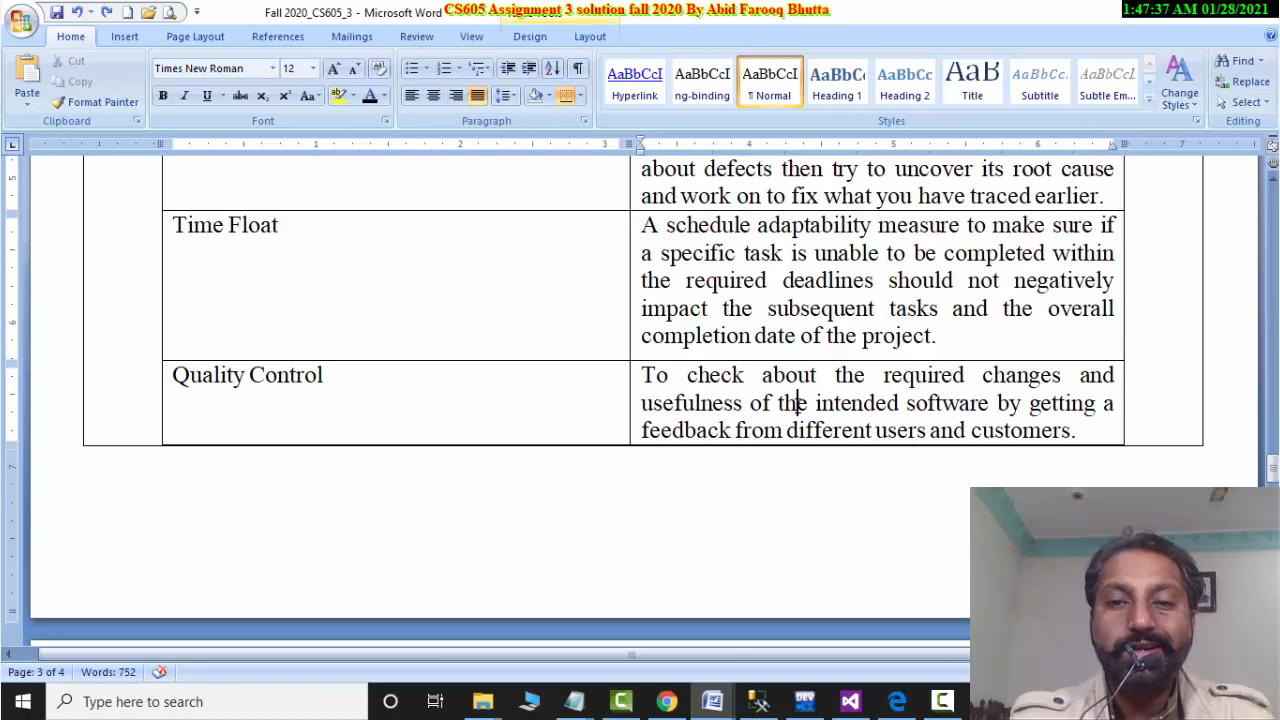 Fall 2020_CS605_3 - Microsoft Word
CS605 Assignment 3 solution fall 2020 By Abid Farooq Bhutta
1:47:37 AM 01/28/2021
Home Insert Page Layout References Mailings Review View Design Layout
Paste
Cut
Copy
Format Painter
Clipboard
Times New Roman 12
Font
Paragraph
AaBbCcI AaBbCcI AaBbCcI AaBbCc AaBbCc AaB AaBbCcI AaBbCcI
Hyperlink ng-binding ¶ Normal Heading 1 Heading 2 Title Subtitle Subtle Em...
Change Styles
Styles
Find
Replace
Select
Editing
about defects then try to uncover its root cause
and work on to fix what you have traced earlier.
Time Float
A schedule adaptability measure to make sure if
a specific task is unable to be completed within
the required deadlines should not negatively
impact the subsequent tasks and the overall
completion date of the project.
Quality Control
To check about the required changes and
usefulness of the intended software by getting a
feedback from different users and customers.
Page: 3 of 4 Words: 752
Type here to search